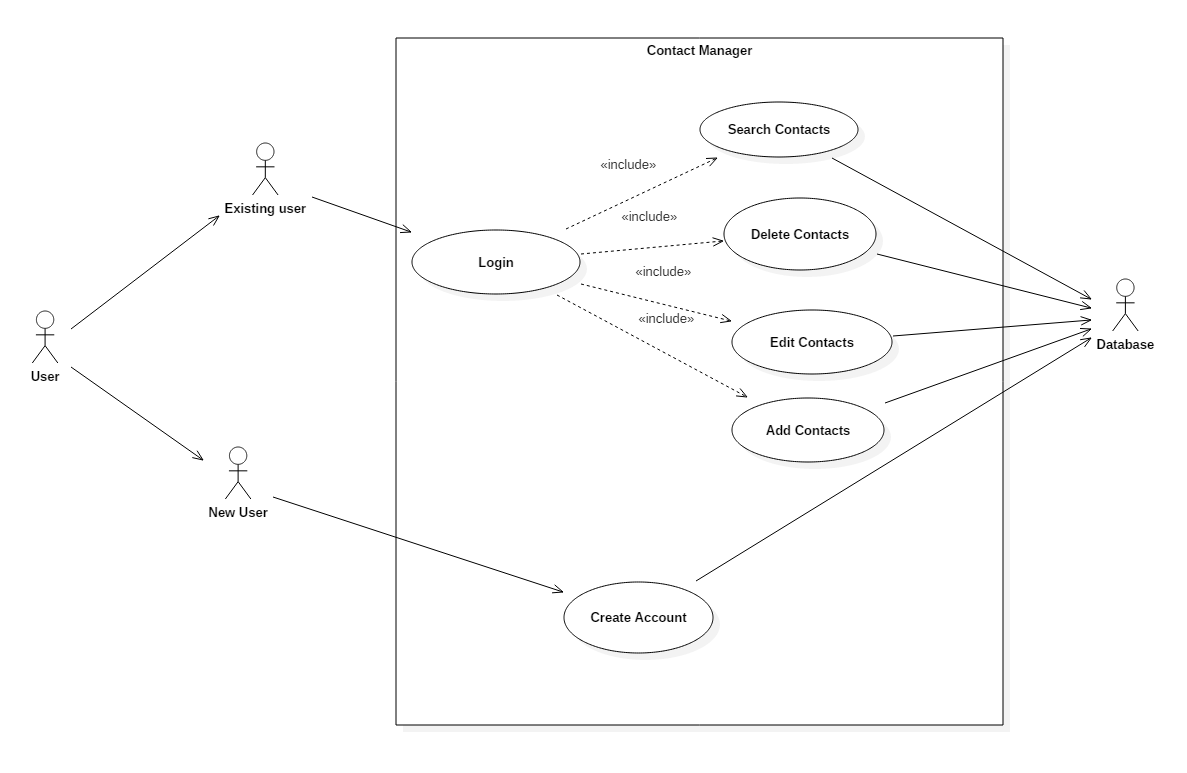 Contact Manager
Search Contacts
«include»
Existing user
«include»
Delete Contacts
Login
«include»
«include»
Edit Contacts
Database
User
Add Contacts
New User
Create Account